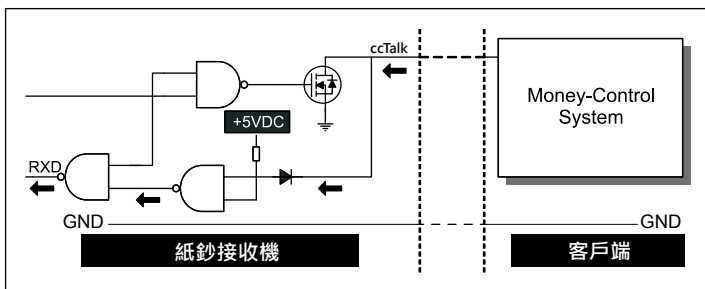 ccTalk
Money-Control
System
+5VDC
RXD
GND
GND
紙鈔接收機
客戶端